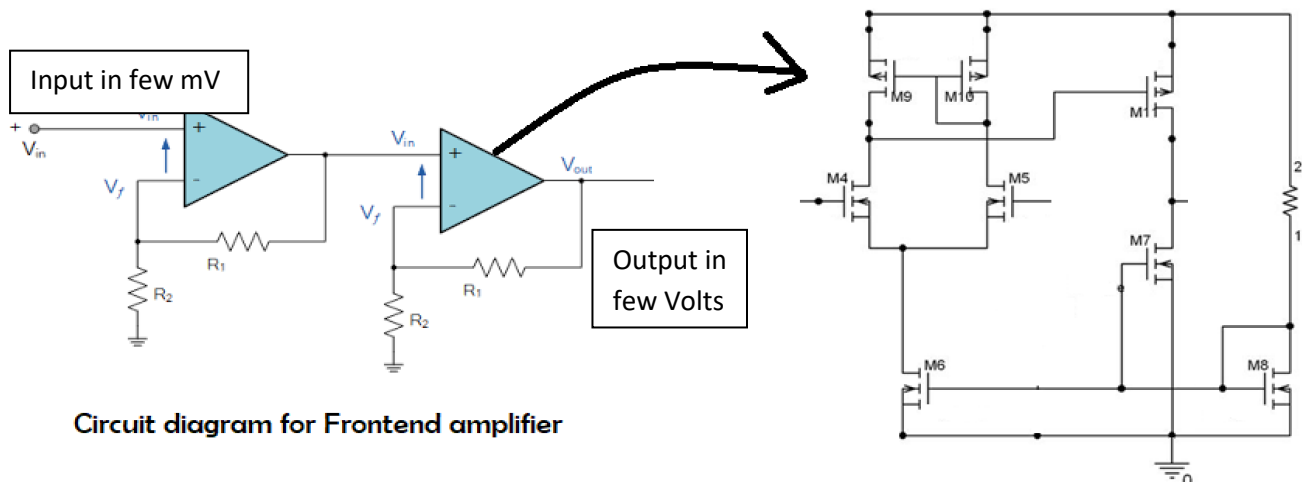 Input in few mV
Vin
+
Vin
+
-
Vf
R1
R2
Vin
+
-
Vf
R1
R2
Vout
Output in
few Volts
Circuit diagram for Frontend amplifier
M9
M10
M11
M4
M5
M7
e
M6
M8
2
1
0